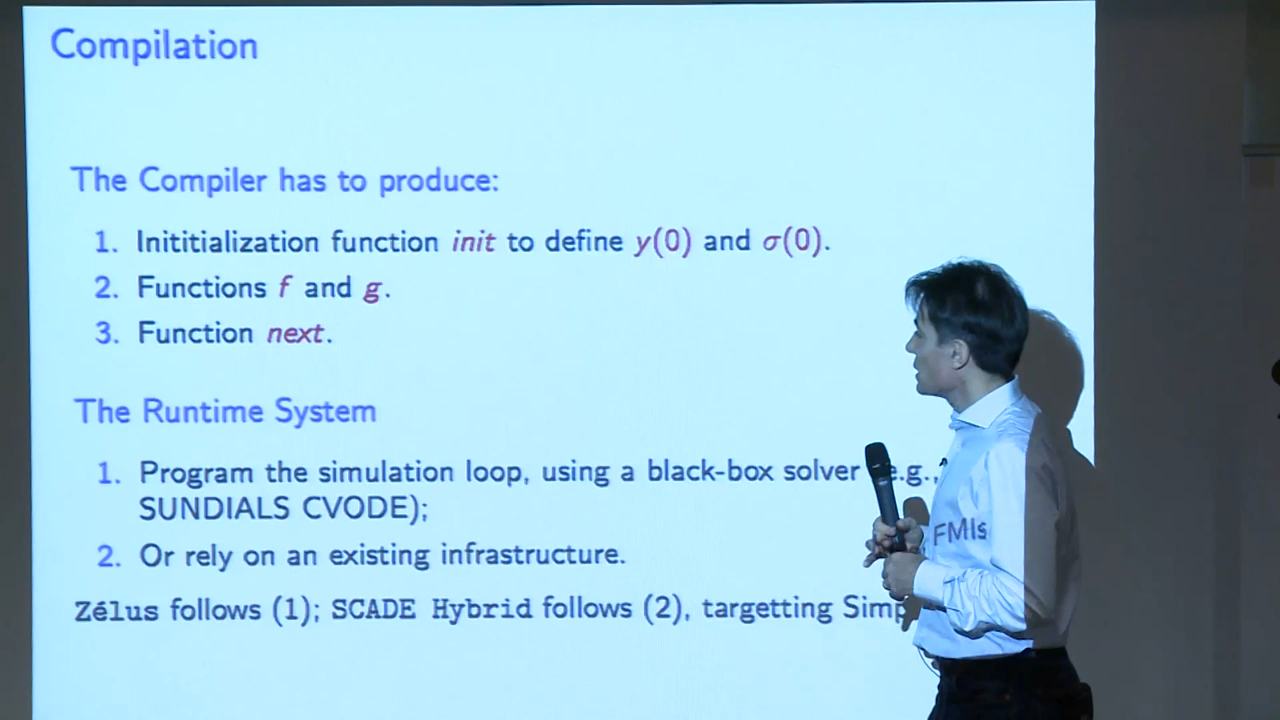 Compilation
The Compiler has to produce:
1. Inititialization function init to define y(0) and σ(0).
2. Functions f and g.
3. Function next.
The Runtime System
1. Program the simulation loop, using a black-box solver e.g.,
SUNDIALS CVODE);
2. Or rely on an existing infrastructure.
Zélus follows (1); SCADE Hybrid follows (2), targetting Simp
FMIs